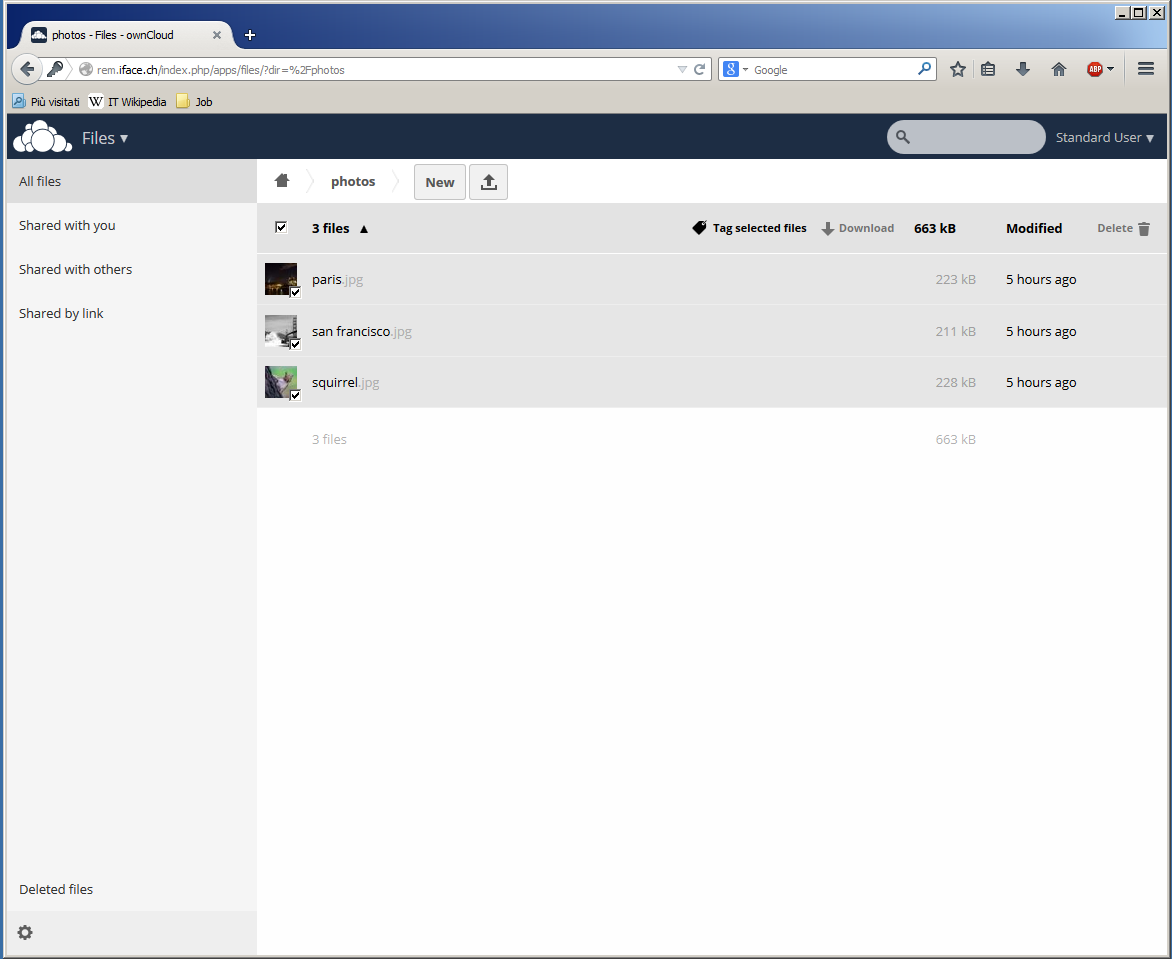 photos - Files - ownCloud
rem.iface.ch/index.php/apps/files/?dir=%2Fphotos
8 Google
ABP
Più visitati W IT Wikipedia Job
Files ▾ Standard User ▾
All files photos New
Shared with you
3 files ▲ Tag selected files Download 663 kB Modified Delete
Shared with others
paris.jpg 223 kB 5 hours ago
Shared by link
san francisco.jpg 211 kB 5 hours ago
squirrel.jpg 228 kB 5 hours ago
3 files 663 kB
Deleted files